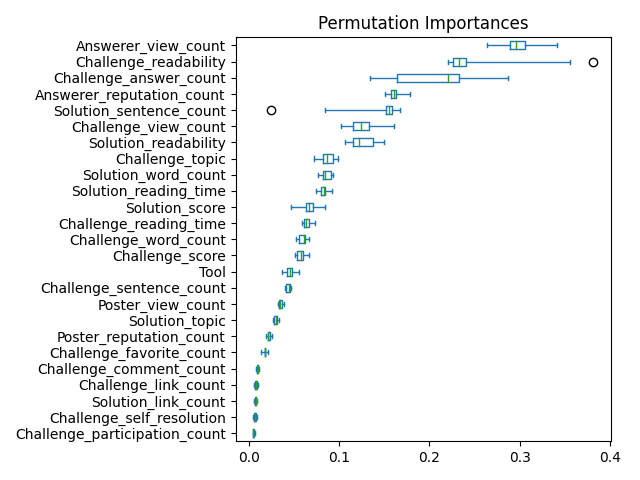 Permutation Importances
Answerer_view_count
Challenge_readability
Challenge_answer_count
Answerer_reputation_count
Solution_sentence_count
Challenge_view_count
Solution_readability
Challenge_topic
Solution_word_count
Solution_reading_time
Solution_score
Challenge_reading_time
Challenge_word_count
Challenge_score
Tool
Challenge_sentence_count
Poster_view_count
Solution_topic
Poster_reputation_count
Challenge_favorite_count
Challenge_comment_count
Challenge_link_count
Solution_link_count
Challenge_self_resolution
Challenge_participation_count
0.0 0.1 0.2 0.3 0.4